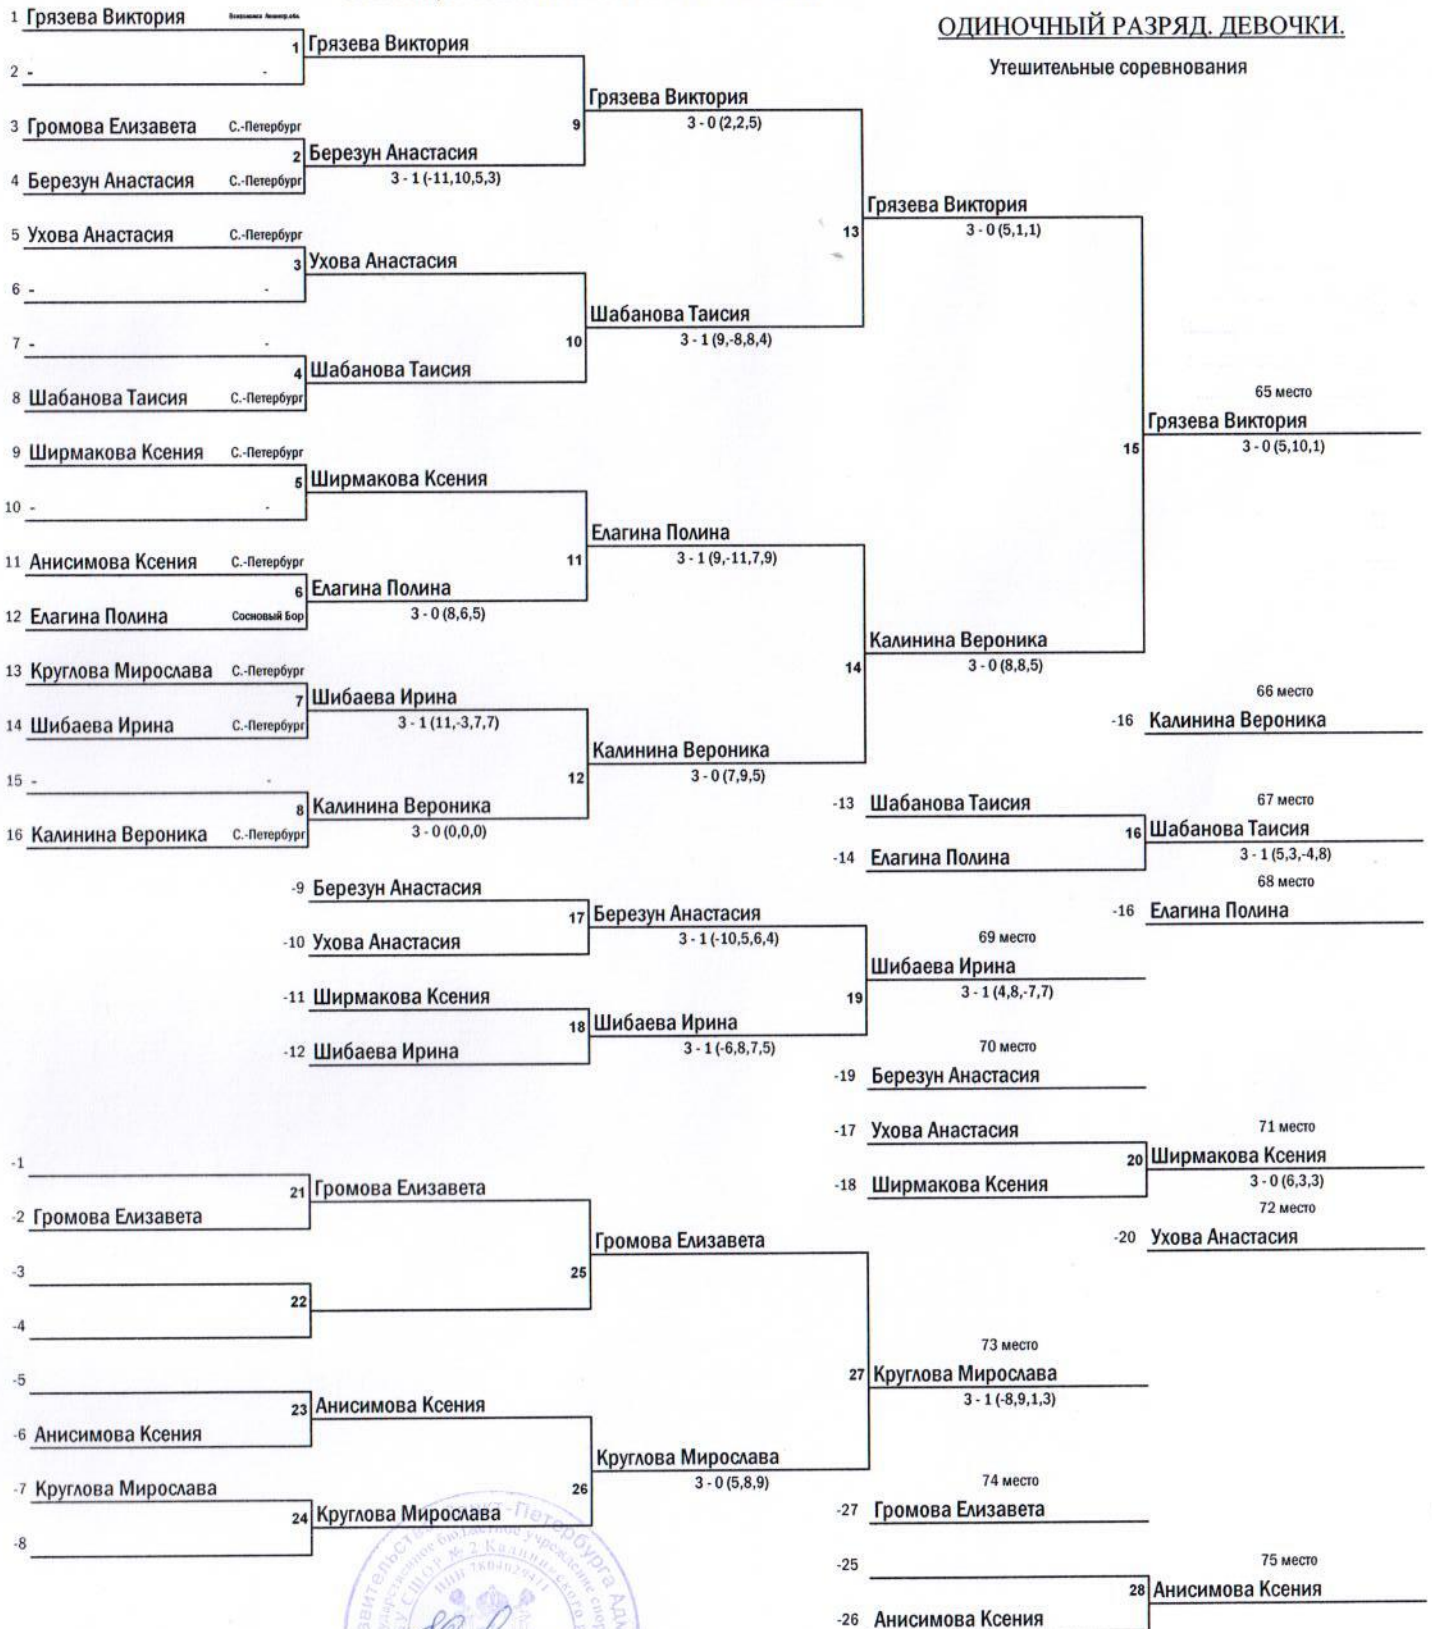 ОДИНОЧНЫЙ РАЗРЯД. ДЕВОЧКИ.
Утешительные соревнования
1 Грязева Виктория
1 Грязева Виктория
2 - -
Грязева Виктория
9 3 - 0 (2,2,5)
3 Громова Елизавета С.-Петербург
2 Березун Анастасия
4 Березун Анастасия С.-Петербург
3 - 1 (-11,10,5,3)
Грязева Виктория
13 3 - 0 (5,1,1)
5 Ухова Анастасия С.-Петербург
3 Ухова Анастасия
6 - -
Шабанова Таисия
10 3 - 1 (9,-8,8,4)
7 - -
4 Шабанова Таисия
8 Шабанова Таисия С.-Петербург
65 место
Грязева Виктория
15 3 - 0 (5,10,1)
9 Ширмакова Ксения С.-Петербург
5 Ширмакова Ксения
10 - -
Елагина Полина
11 3 - 1 (9,-11,7,9)
11 Анисимова Ксения С.-Петербург
6 Елагина Полина
12 Елагина Полина Сосновый Бор
3 - 0 (8,6,5)
Калинина Вероника
14 3 - 0 (8,8,5)
13 Круглова Мирослава С.-Петербург
7 Шибаева Ирина
14 Шибаева Ирина С.-Петербург
3 - 1 (11,-3,7,7)
66 место
-16 Калинина Вероника
Калинина Вероника
12 3 - 0 (7,9,5)
15 - -
8 Калинина Вероника
16 Калинина Вероника С.-Петербург
3 - 0 (0,0,0)
-13 Шабанова Таисия
67 место
16 Шабанова Таисия
3 - 1 (5,3,-4,8)
-14 Елагина Полина
68 место
-16 Елагина Полина
-9 Березун Анастасия
17 Березун Анастасия
3 - 1 (-10,5,6,4)
-10 Ухова Анастасия
69 место
Шибаева Ирина
19 3 - 1 (4,8,-7,7)
-11 Ширмакова Ксения
18 Шибаева Ирина
3 - 1 (-6,8,7,5)
-12 Шибаева Ирина
70 место
-19 Березун Анастасия
-17 Ухова Анастасия
71 место
20 Ширмакова Ксения
3 - 0 (6,3,3)
-18 Ширмакова Ксения
72 место
-20 Ухова Анастасия
-1
21 Громова Елизавета
-2 Громова Елизавета
Громова Елизавета
25
-3
22
-4
73 место
27 Круглова Мирослава
3 - 1 (-8,9,1,3)
-5
23 Анисимова Ксения
-6 Анисимова Ксения
Круглова Мирослава
26 3 - 0 (5,8,9)
-7 Круглова Мирослава
24 Круглова Мирослава
-8
74 место
-27 Громова Елизавета
-25
75 место
28 Анисимова Ксения
-26 Анисимова Ксения